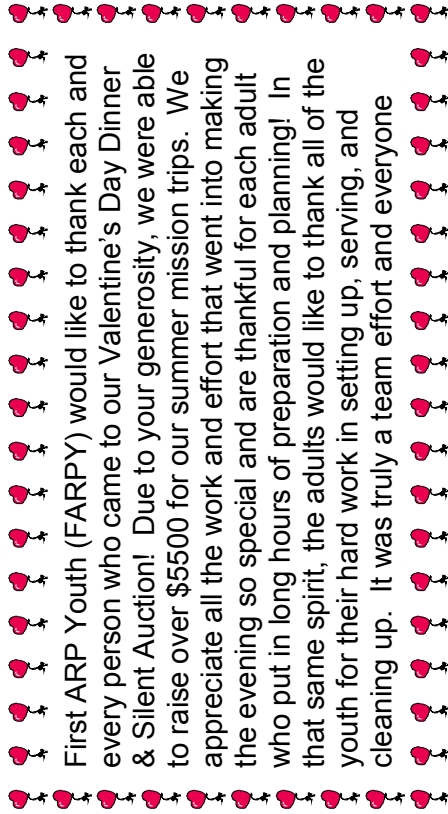 First ARP Youth (FARPY) would like to thank each and
every person who came to our Valentine’s Day Dinner
& Silent Auction!  Due to your generosity, we were able
to raise over $5500 for our summer mission trips.  We
appreciate all the work and effort that went into making
the evening so special and are thankful for each adult
who put in long hours of preparation and planning!  In
that same spirit, the adults would like to thank all of the
youth for their hard work in setting up, serving, and
cleaning up.  It was truly a team effort and everyone